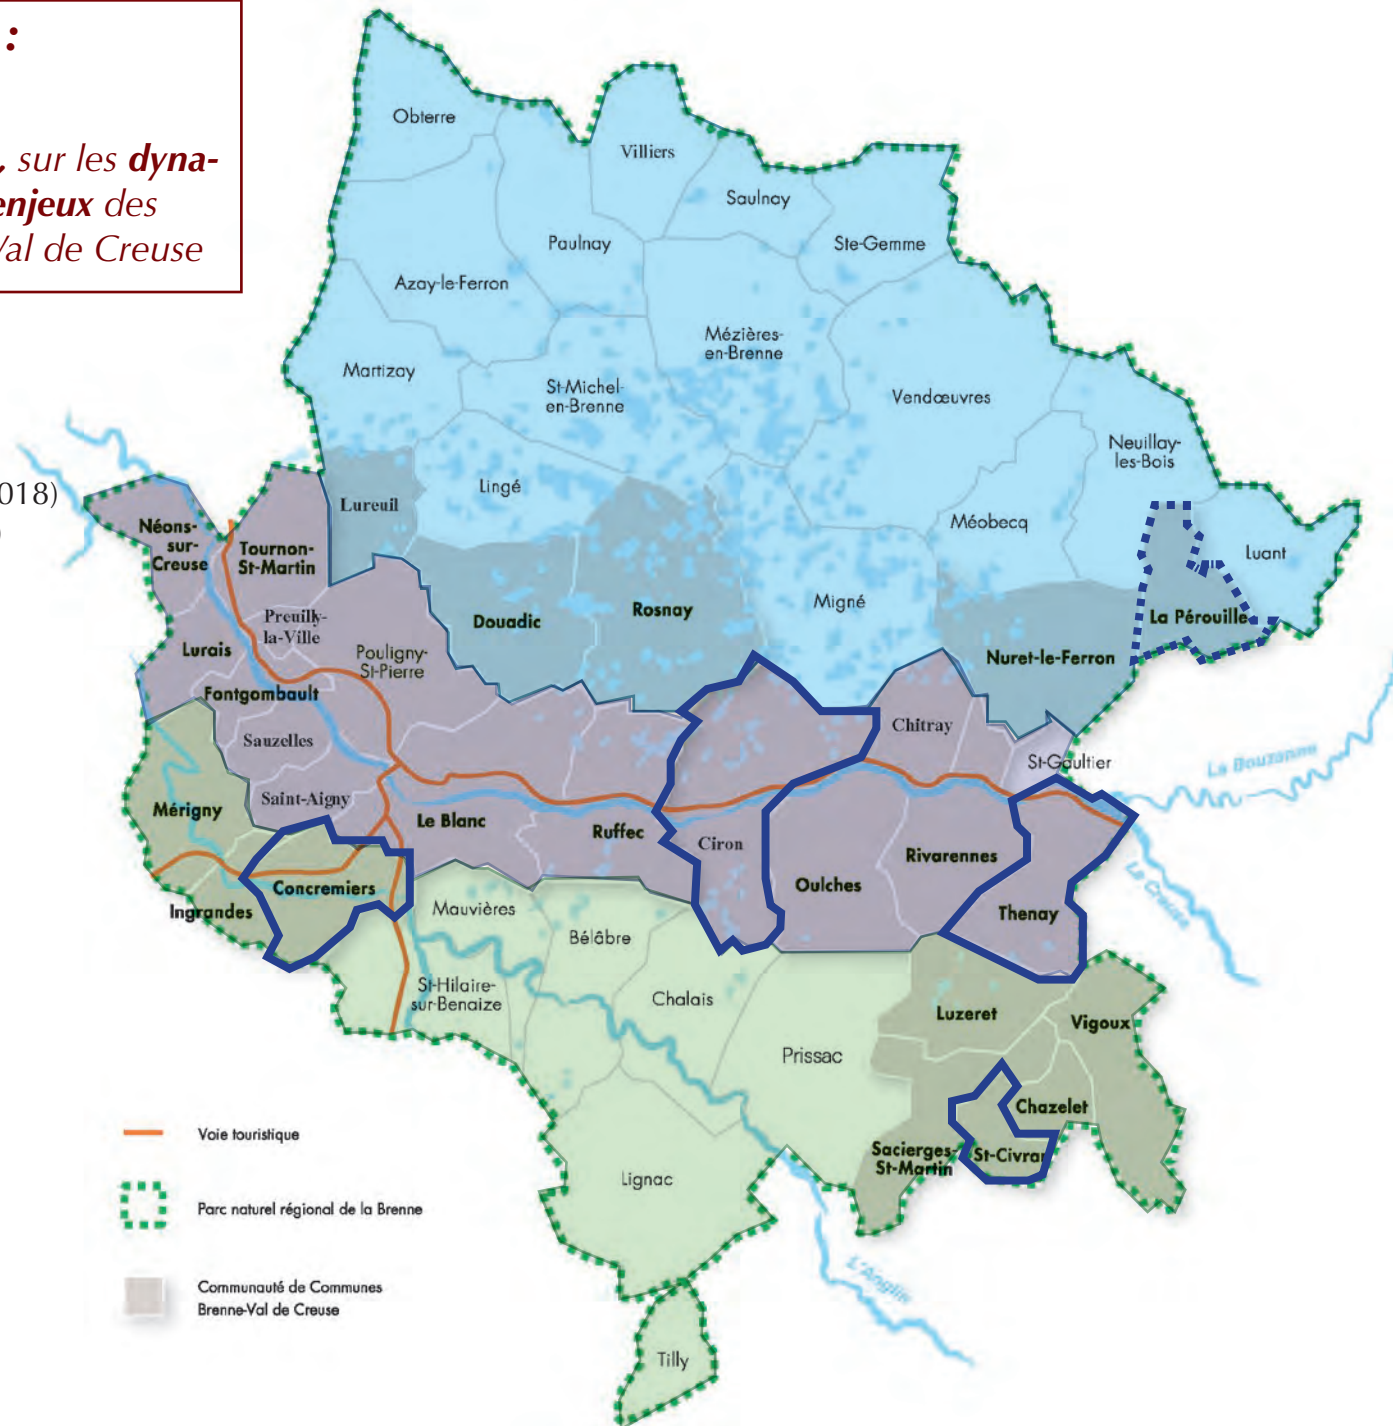 :
, sur les dyna-
enjeux des
Val de Creuse
018)
)
Obterre
Villiers
Saulnay
Paulnay
Ste-Gemme
Azay-le-Ferron
Mézières-
en-Brenne
Martizay
St-Michel-
en-Brenne
Vendœuvres
Neuillay-
les-Bois
Lingé
Lureuil
Méobecq
Luant
Néons-
sur-
Creuse
Tournon-
St-Martin
Migné
Rosnay
Douadic
La Pérouille
Preuilly-
la-Ville
Lurais
Pouligny-
St-Pierre
Nuret-le-Ferron
Fontgombault
Chitray
Sauzelles
St-Gaultier
La Bouzanne
Saint-Aigny
Mérigny
Le Blanc
Ruffec
Ciron
Rivarennes
Oulches
La Creuse
Concremiers
Ingrandes
Mauvières
Thenay
Bélâbre
St-Hilaire-
sur-Benaize
Chalais
Luzeret
Vigoux
Prissac
Chazelet
Sacierges-
St-Martin
St-Civran
Lignac
L'Anglin
Tilly
Voie touristique
Parc naturel régional de la Brenne
Communauté de Communes
Brenne-Val de Creuse